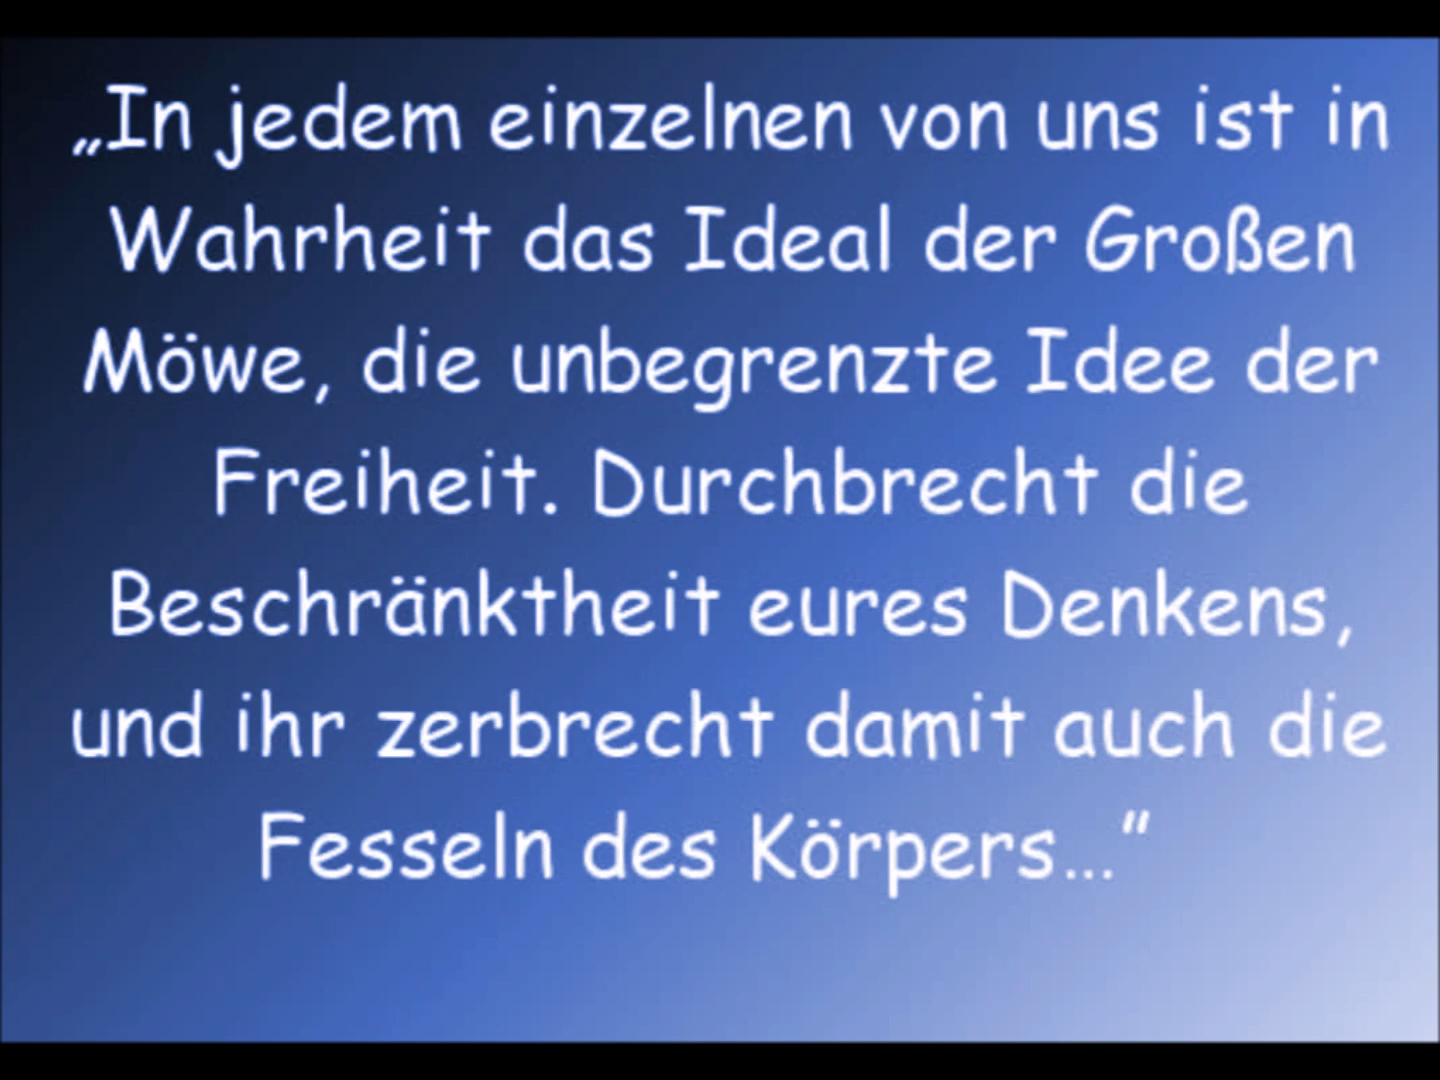 „In jedem einzelnen von uns ist in
Wahrheit das Ideal der Großen
Möwe, die unbegrenzte Idee der
Freiheit. Durchbrecht die
Beschränktheit eures Denkens,
und ihr zerbrecht damit auch die
Fesseln des Körpers…”